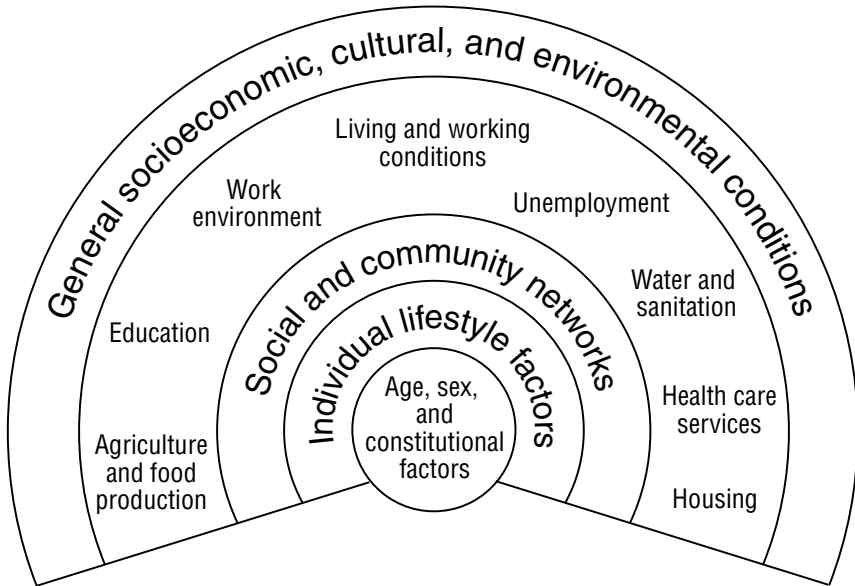 General socioeconomic, cultural, and environmental conditions
Living and working
conditions
Work
environment
Unemployment
Water and
sanitation
Education
Health care
services
Agriculture
and food
production
Housing
Social and community networks
Individual lifestyle factors
Age, sex,
and
constitutional
factors